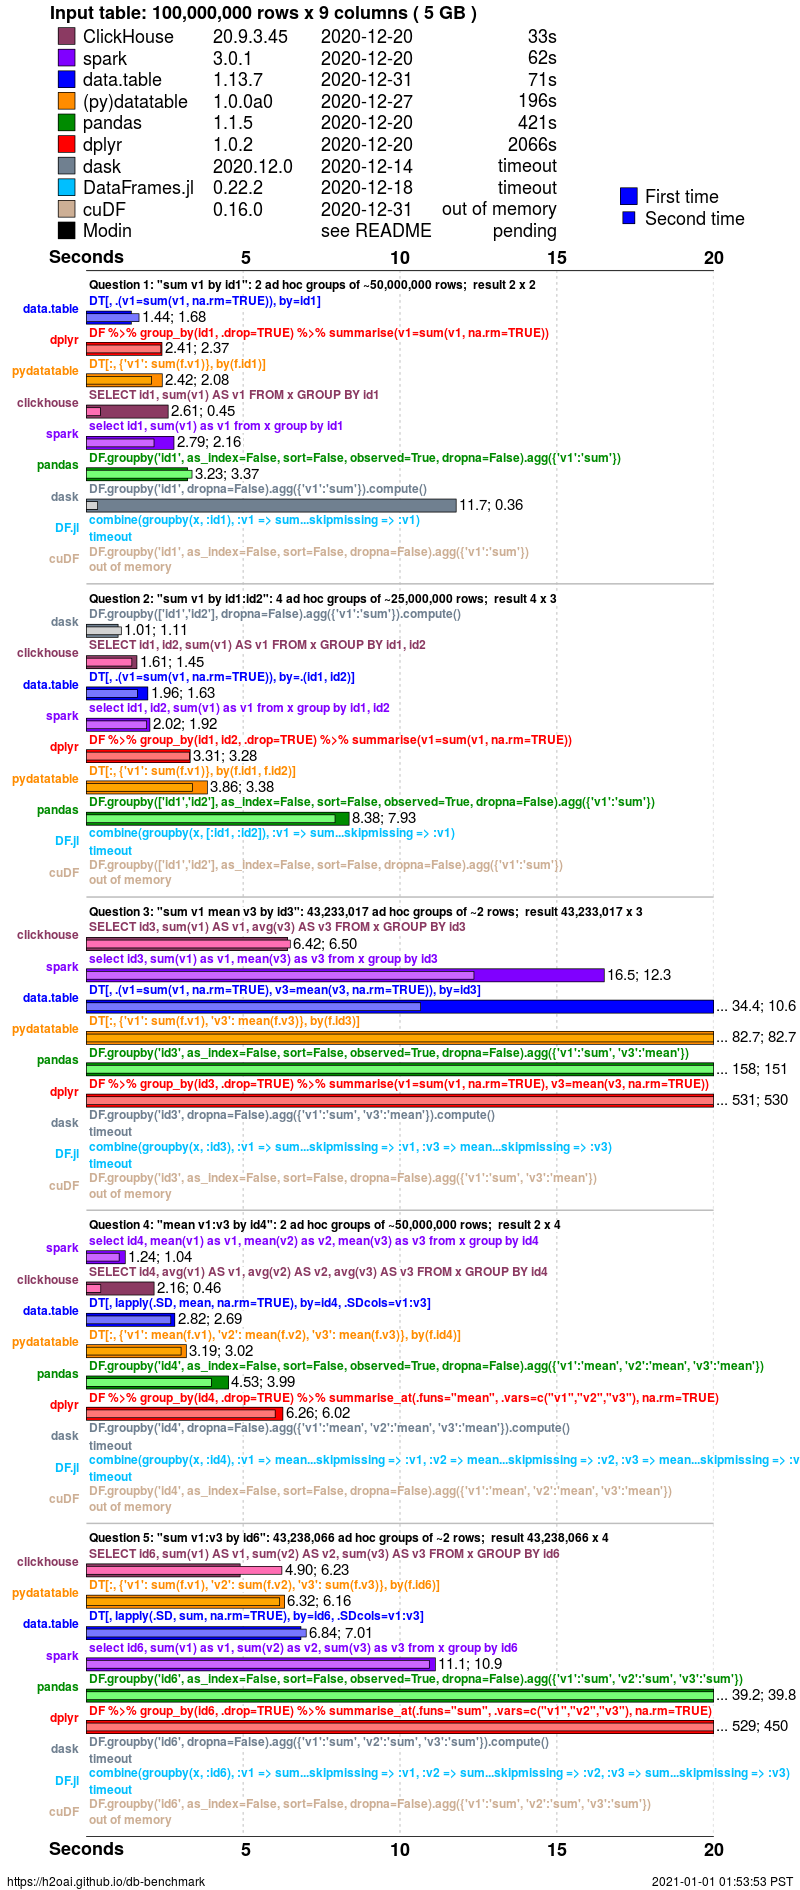 Input table: 100,000,000 rows x 9 columns ( 5 GB )
ClickHouse 20.9.3.45 2020-12-20 33s
spark 3.0.1 2020-12-20 62s
data.table 1.13.7 2020-12-31 71s
(py)datatable 1.0.0a0 2020-12-27 196s
pandas 1.1.5 2020-12-20 421s
dplyr 1.0.2 2020-12-20 2066s
dask 2020.12.0 2020-12-14 timeout
DataFrames.jl 0.22.2 2020-12-18 timeout
cuDF 0.16.0 2020-12-31 out of memory
Modin see README pending
First time
Second time
Seconds 5 10 15 20
Question 1: "sum v1 by id1": 2 ad hoc groups of ~50,000,000 rows; result 2 x 2
DT[, .(v1=sum(v1, na.rm=TRUE)), by=id1]
data.table 1.44; 1.68
DF %>% group_by(id1, .drop=TRUE) %>% summarise(v1=sum(v1, na.rm=TRUE))
dplyr 2.41; 2.37
DT[:, {'v1': sum(f.v1)}, by(f.id1)]
pydatatable 2.42; 2.08
SELECT id1, sum(v1) AS v1 FROM x GROUP BY id1
clickhouse 2.61; 0.45
select id1, sum(v1) as v1 from x group by id1
spark 2.79; 2.16
DF.groupby('id1', as_index=False, sort=False, observed=True, dropna=False).agg({'v1':'sum'})
pandas 3.23; 3.37
DF.groupby('id1', dropna=False).agg({'v1':'sum'}).compute()
dask 11.7; 0.36
combine(groupby(x, :id1), :v1 => sum...skipmissing => :v1)
DF.jl timeout
DF.groupby('id1', as_index=False, sort=False, dropna=False).agg({'v1':'sum'})
cuDF out of memory
Question 2: "sum v1 by id1:id2": 4 ad hoc groups of ~25,000,000 rows; result 4 x 3
DF.groupby(['id1','id2'], dropna=False).agg({'v1':'sum'}).compute()
dask 1.01; 1.11
SELECT id1, id2, sum(v1) AS v1 FROM x GROUP BY id1, id2
clickhouse 1.61; 1.45
DT[, .(v1=sum(v1, na.rm=TRUE)), by=.(id1, id2)]
data.table 1.96; 1.63
select id1, id2, sum(v1) as v1 from x group by id1, id2
spark 2.02; 1.92
DF %>% group_by(id1, id2, .drop=TRUE) %>% summarise(v1=sum(v1, na.rm=TRUE))
dplyr 3.31; 3.28
DT[:, {'v1': sum(f.v1)}, by(f.id1, f.id2)]
pydatatable 3.86; 3.38
DF.groupby(['id1','id2'], as_index=False, sort=False, observed=True, dropna=False).agg({'v1':'sum'})
pandas 8.38; 7.93
combine(groupby(x, [:id1, :id2]), :v1 => sum...skipmissing => :v1)
DF.jl timeout
DF.groupby(['id1','id2'], as_index=False, sort=False, dropna=False).agg({'v1':'sum'})
cuDF out of memory
Question 3: "sum v1 mean v3 by id3": 43,233,017 ad hoc groups of ~2 rows; result 43,233,017 x 3
SELECT id3, sum(v1) AS v1, avg(v3) AS v3 FROM x GROUP BY id3
clickhouse 6.42; 6.50
select id3, sum(v1) as v1, mean(v3) as v3 from x group by id3
spark 16.5; 12.3
DT[, .(v1=sum(v1, na.rm=TRUE), v3=mean(v3, na.rm=TRUE)), by=id3]
data.table ... 34.4; 10.6
DT[:, {'v1': sum(f.v1), 'v3': mean(f.v3)}, by(f.id3)]
pydatatable ... 82.7; 82.7
DF.groupby('id3', as_index=False, sort=False, observed=True, dropna=False).agg({'v1':'sum', 'v3':'mean'})
pandas ... 158; 151
DF %>% group_by(id3, .drop=TRUE) %>% summarise(v1=sum(v1, na.rm=TRUE), v3=mean(v3, na.rm=TRUE))
dplyr ... 531; 530
DF.groupby('id3', dropna=False).agg({'v1':'sum', 'v3':'mean'}).compute()
dask timeout
combine(groupby(x, :id3), :v1 => sum...skipmissing => :v1, :v3 => mean...skipmissing => :v3)
DF.jl timeout
DF.groupby('id3', as_index=False, sort=False, dropna=False).agg({'v1':'sum', 'v3':'mean'})
cuDF out of memory
Question 4: "mean v1:v3 by id4": 2 ad hoc groups of ~50,000,000 rows; result 2 x 4
select id4, mean(v1) as v1, mean(v2) as v2, mean(v3) as v3 from x group by id4
spark 1.24; 1.04
SELECT id4, avg(v1) AS v1, avg(v2) AS v2, avg(v3) AS v3 FROM x GROUP BY id4
clickhouse 2.16; 0.46
DT[, lapply(.SD, mean, na.rm=TRUE), by=id4, .SDcols=v1:v3]
data.table 2.82; 2.69
DT[:, {'v1': mean(f.v1), 'v2': mean(f.v2), 'v3': mean(f.v3)}, by(f.id4)]
pydatatable 3.19; 3.02
DF.groupby('id4', as_index=False, sort=False, observed=True, dropna=False).agg({'v1':'mean', 'v2':'mean', 'v3':'mean'})
pandas 4.53; 3.99
DF %>% group_by(id4, .drop=TRUE) %>% summarise_at(.funs="mean", .vars=c("v1","v2","v3"), na.rm=TRUE)
dplyr 6.26; 6.02
DF.groupby('id4', dropna=False).agg({'v1':'mean', 'v2':'mean', 'v3':'mean'}).compute()
dask timeout
combine(groupby(x, :id4), :v1 => mean...skipmissing => :v1, :v2 => mean...skipmissing => :v2, :v3 => mean...skipmissing => :v
DF.jl timeout
DF.groupby('id4', as_index=False, sort=False, dropna=False).agg({'v1':'mean', 'v2':'mean', 'v3':'mean'})
cuDF out of memory
Question 5: "sum v1:v3 by id6": 43,238,066 ad hoc groups of ~2 rows; result 43,238,066 x 4
SELECT id6, sum(v1) AS v1, sum(v2) AS v2, sum(v3) AS v3 FROM x GROUP BY id6
clickhouse 4.90; 6.23
DT[:, {'v1': sum(f.v1), 'v2': sum(f.v2), 'v3': sum(f.v3)}, by(f.id6)]
pydatatable 6.32; 6.16
DT[, lapply(.SD, sum, na.rm=TRUE), by=id6, .SDcols=v1:v3]
data.table 6.84; 7.01
select id6, sum(v1) as v1, sum(v2) as v2, sum(v3) as v3 from x group by id6
spark 11.1; 10.9
DF.groupby('id6', as_index=False, sort=False, observed=True, dropna=False).agg({'v1':'sum', 'v2':'sum', 'v3':'sum'})
pandas ... 39.2; 39.8
DF %>% group_by(id6, .drop=TRUE) %>% summarise_at(.funs="sum", .vars=c("v1","v2","v3"), na.rm=TRUE)
dplyr ... 529; 450
DF.groupby('id6', dropna=False).agg({'v1':'sum', 'v2':'sum', 'v3':'sum'}).compute()
dask timeout
combine(groupby(x, :id6), :v1 => sum...skipmissing => :v1, :v2 => sum...skipmissing => :v2, :v3 => sum...skipmissing => :v3)
DF.jl timeout
DF.groupby('id6', as_index=False, sort=False, dropna=False).agg({'v1':'sum', 'v2':'sum', 'v3':'sum'})
cuDF out of memory
Seconds 5 10 15 20
https://h2oai.github.io/db-benchmark 2021-01-01 01:53:53 PST